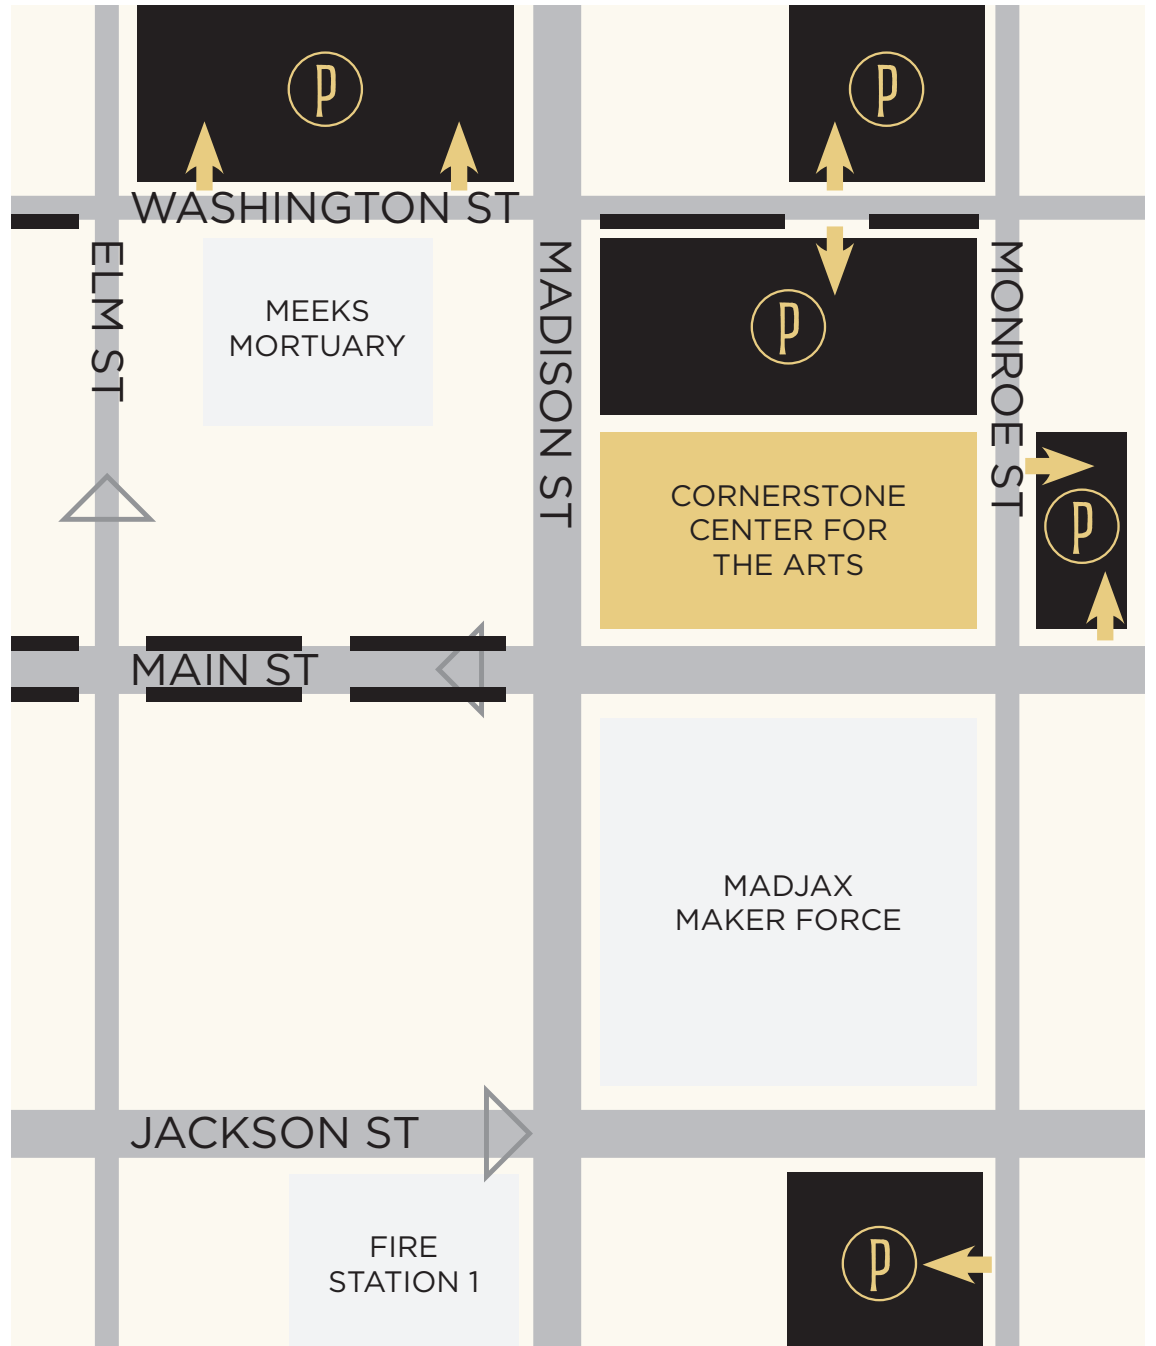 P
P
WASHINGTON ST
ELM ST
MEEKS
MORTUARY
MADISON ST
P
MONROE ST
CORNERSTONE
CENTER FOR
THE ARTS
P
MAIN ST
MADJAX
MAKER FORCE
JACKSON ST
FIRE
STATION 1
P